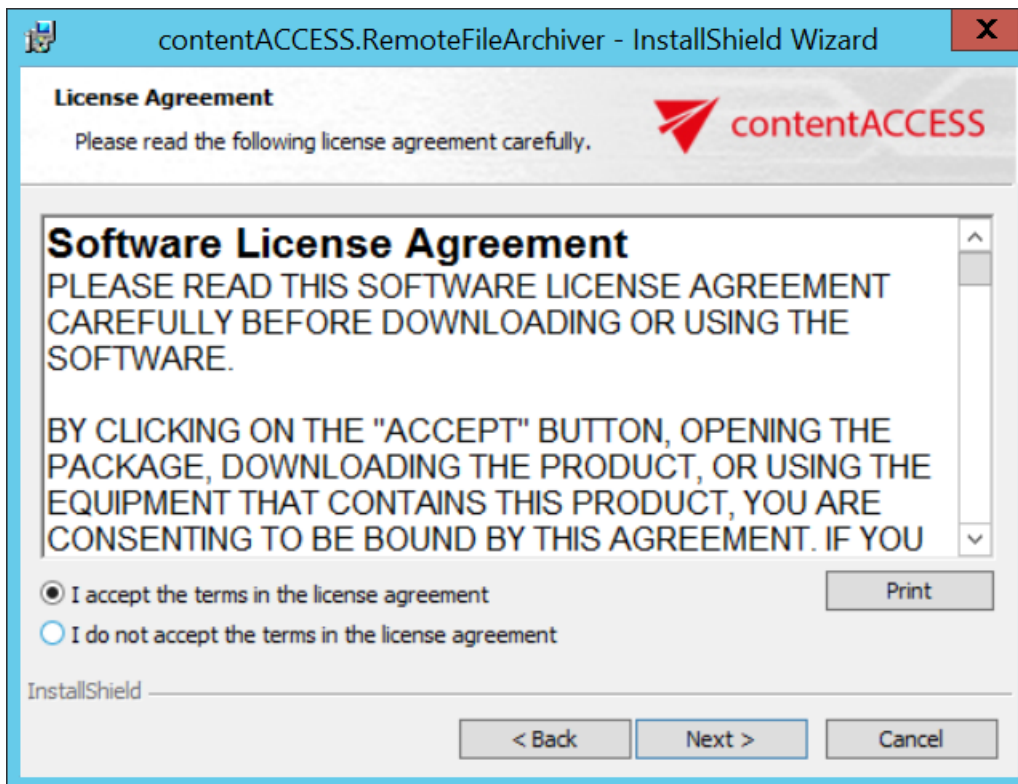 contentACCESS.RemoteFileArchiver - InstallShield Wizard
X
License Agreement
Please read the following license agreement carefully.
contentACCESS
Software License Agreement
PLEASE READ THIS SOFTWARE LICENSE AGREEMENT
CAREFULLY BEFORE DOWNLOADING OR USING THE
SOFTWARE.
BY CLICKING ON THE "ACCEPT" BUTTON, OPENING THE
PACKAGE, DOWNLOADING THE PRODUCT, OR USING THE
EQUIPMENT THAT CONTAINS THIS PRODUCT, YOU ARE
CONSENTING TO BE BOUND BY THIS AGREEMENT. IF YOU
I accept the terms in the license agreement
Print
I do not accept the terms in the license agreement
InstallShield
< Back
Next >
Cancel